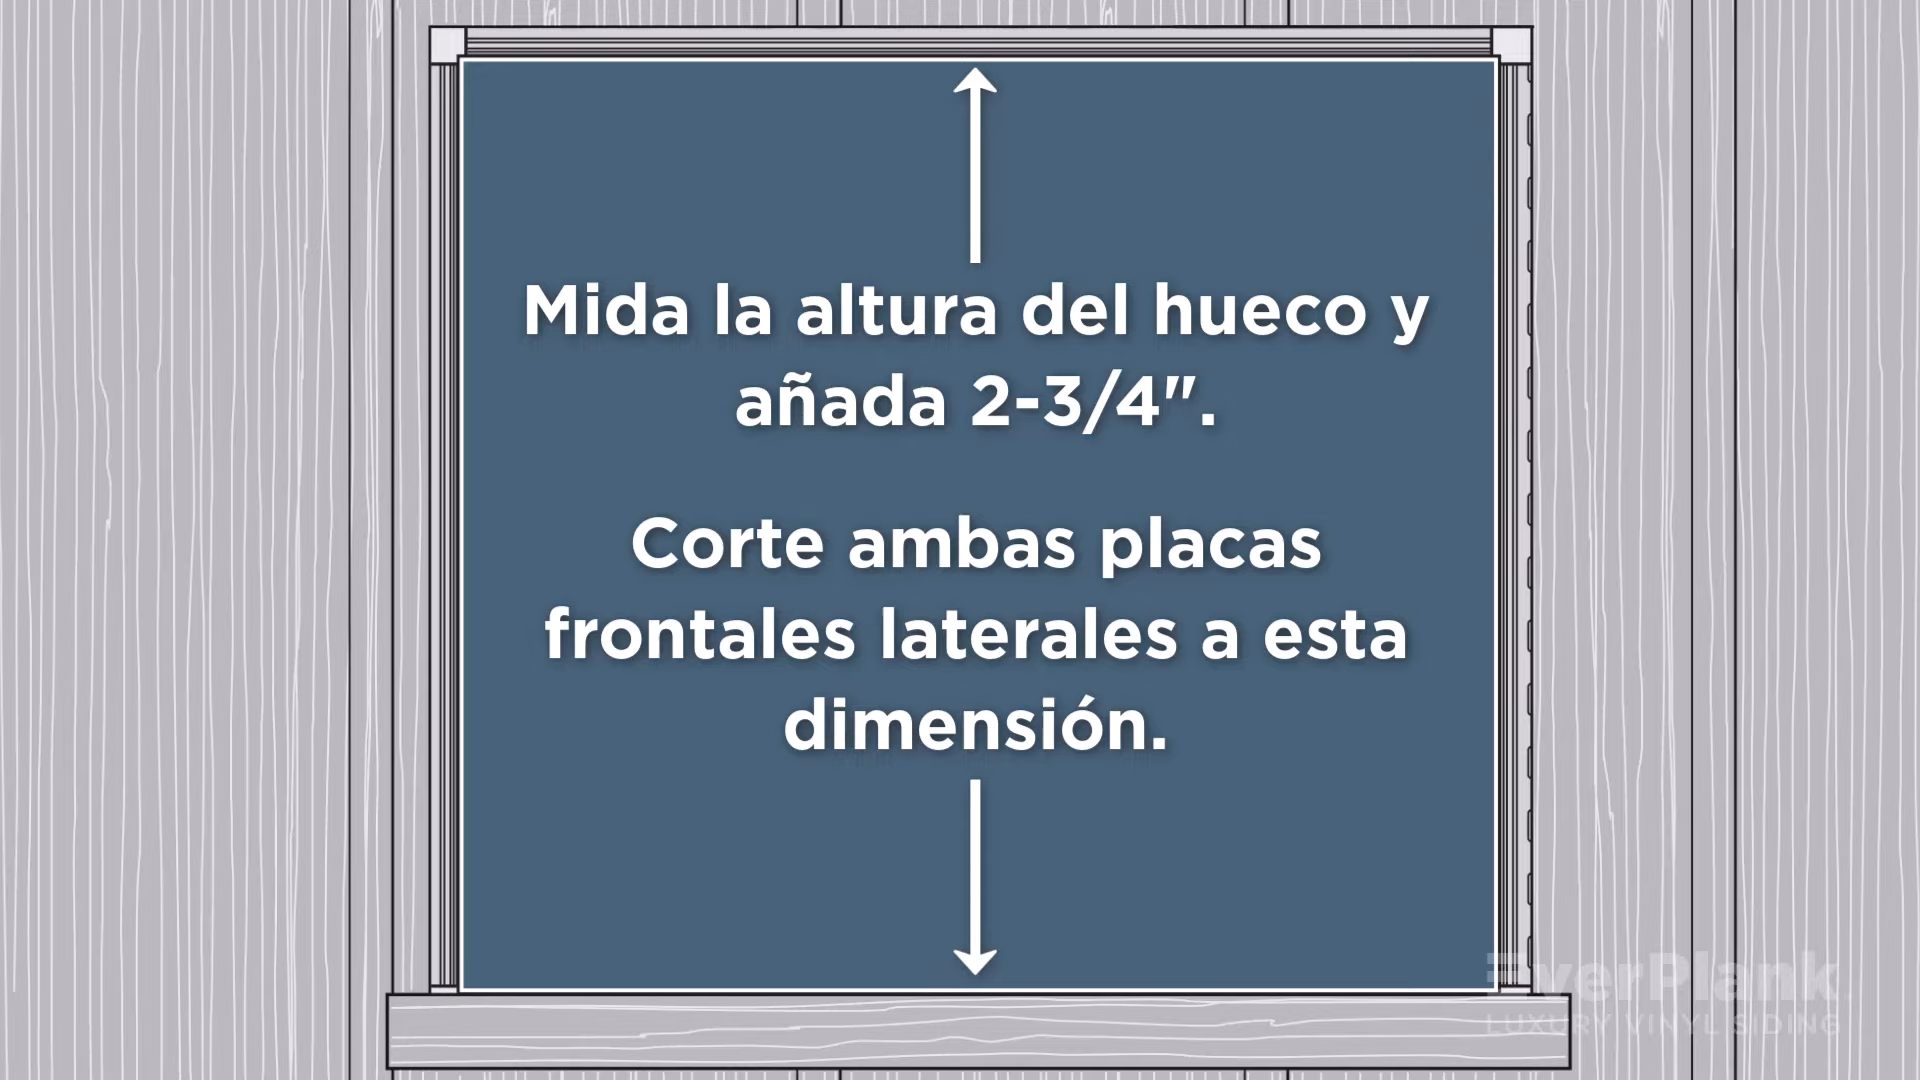 Mida la altura del hueco y
añada 2-3/4".
Corte ambas placas
frontales laterales a esta
dimensión.
EverPlank
LUXURY VINYL SIDING